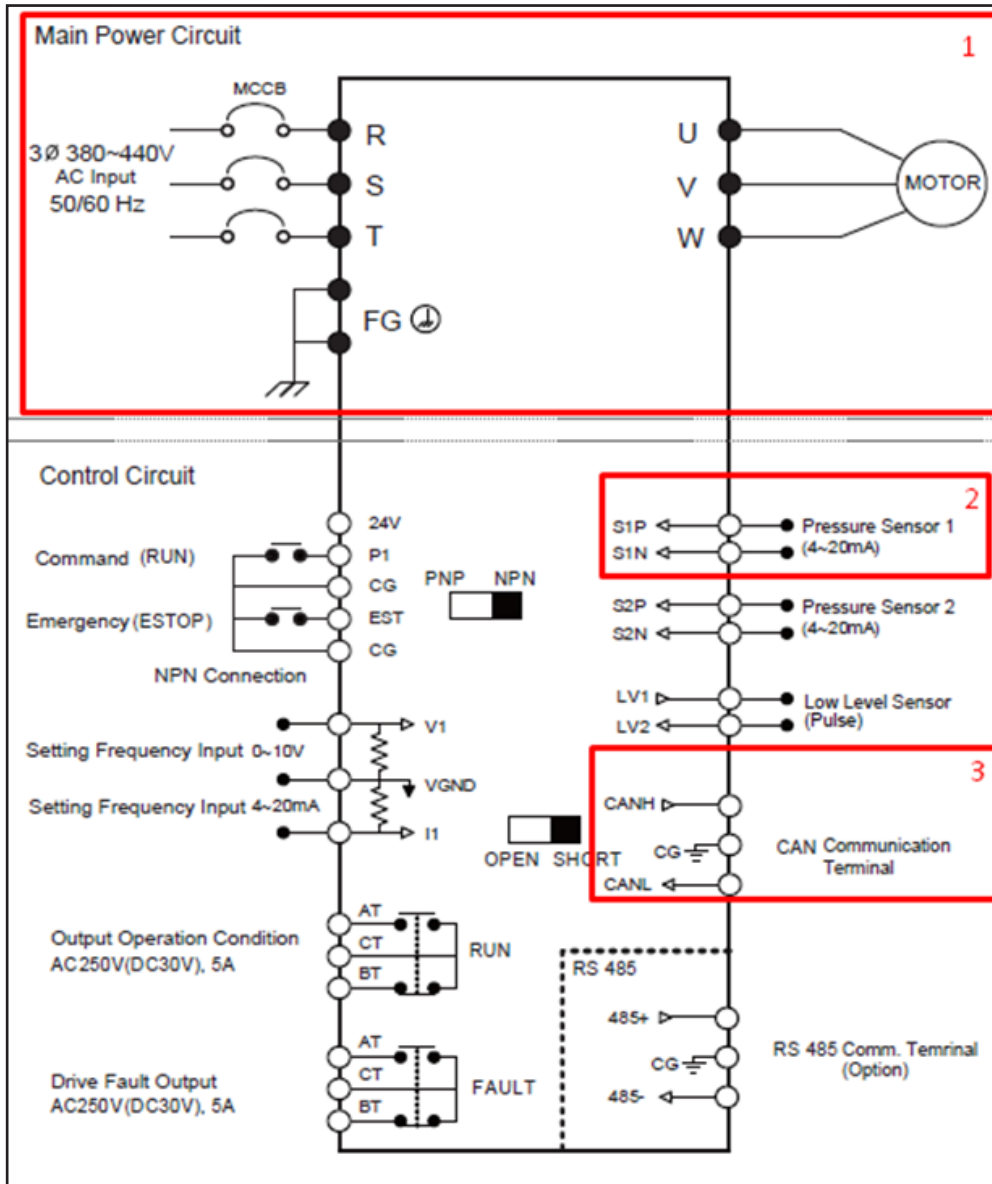 Main Power Circuit
1
MCCB
3Ø 380~440V
AC Input
50/60 Hz
R
S
T
FG
U
V
W
MOTOR
Control Circuit
Command (RUN)
Emergency (ESTOP)
24V
P1
CG
EST
CG
NPN Connection
PNP NPN
Setting Frequency Input 0~10V
Setting Frequency Input 4~20mA
V1
VGND
I1
OPEN SHORT
Output Operation Condition
AC250V(DC30V), 5A
AT
CT
BT
RUN
Drive Fault Output
AC250V(DC30V), 5A
AT
CT
BT
FAULT
2
S1P
S1N
Pressure Sensor 1
(4~20mA)
S2P
S2N
Pressure Sensor 2
(4~20mA)
LV1
LV2
Low Level Sensor
(Pulse)
3
CANH
CG
CANL
CAN Communication
Terminal
RS 485
485+
CG
485-
RS 485 Comm. Temrinal
(Option)